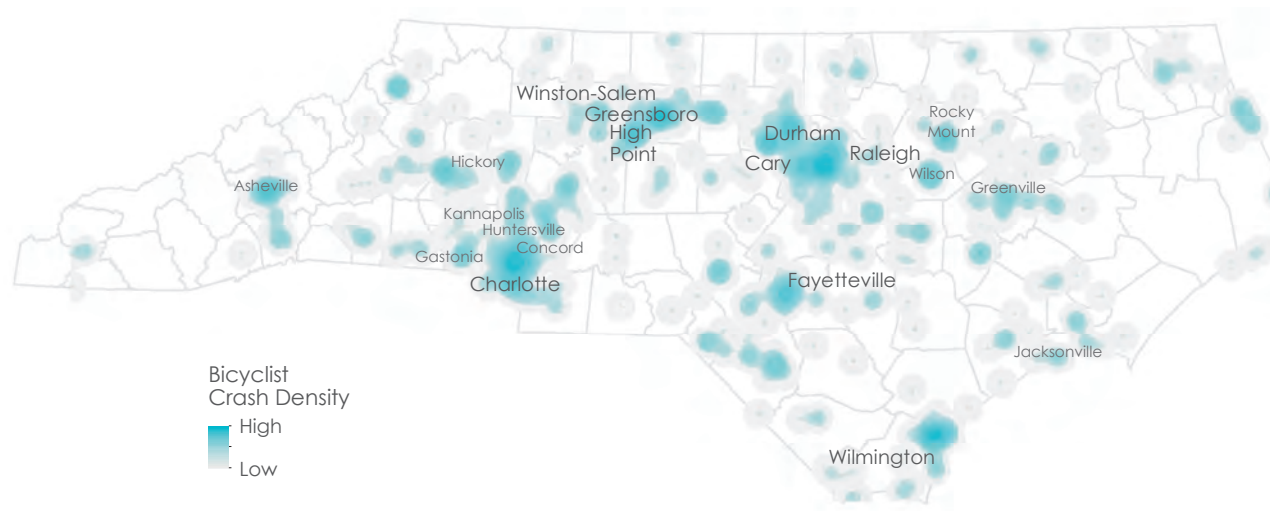 Winston-Salem
Greensboro
High
Point
Durham
Cary
Raleigh
Rocky
Mount
Wilson
Greenville
Hickory
Asheville
Kannapolis
Huntersville
Concord
Gastonia
Charlotte
Fayetteville
Jacksonville
Wilmington
Bicyclist
Crash Density
High
Low